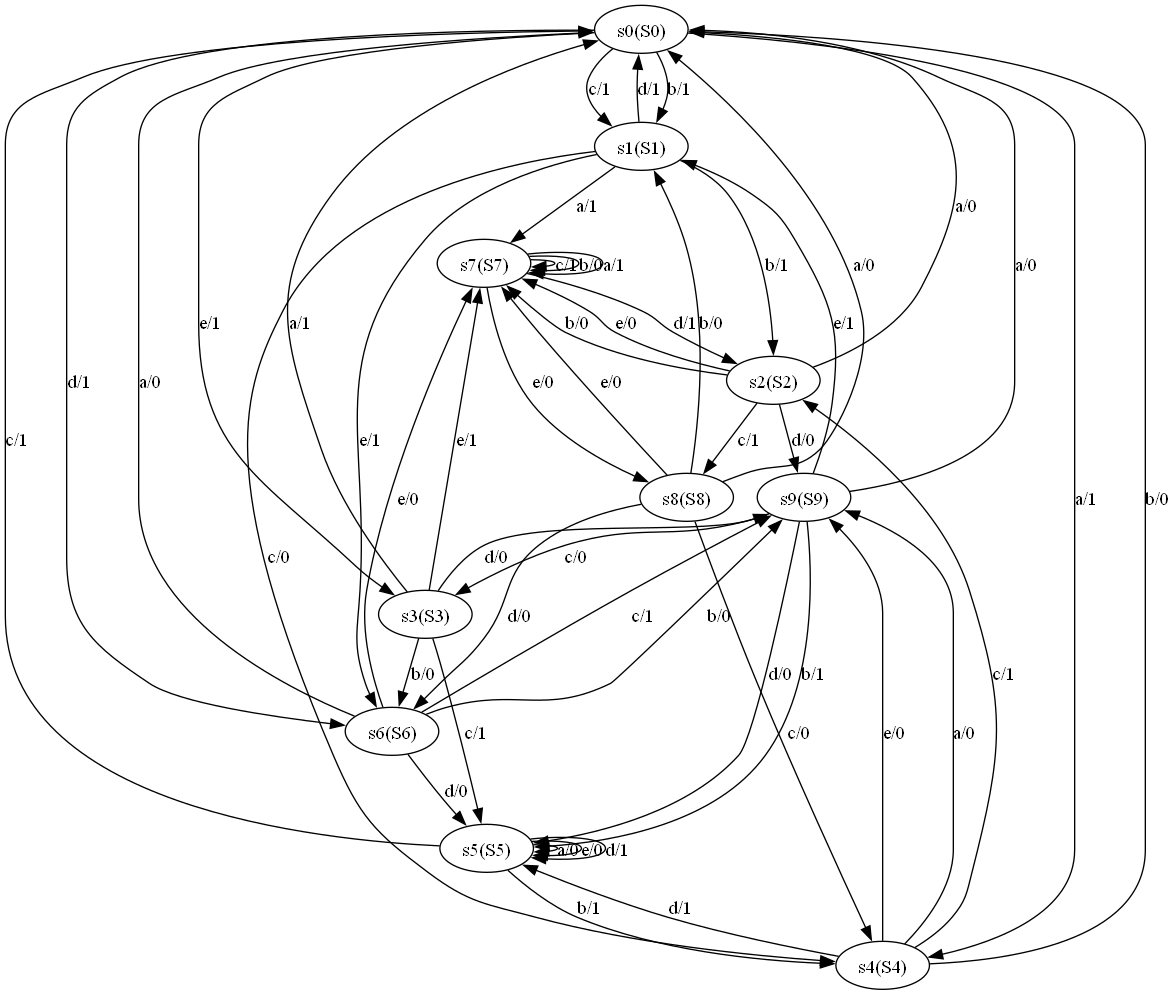 s0(S0)
c/1 d/1 b/1
s1(S1)
a/1 a/0
s7(S7) c/1 b/0 a/1 b/1 a/0 a/0
e/1 a/1 b/0 e/0 d/1 b/0 e/1
d/1 a/0 e/0 e/0 s2(S2)
c/1 e/1 e/1 c/1 d/0
e/0 s8(S8) s9(S9) a/1 b/0
c/0 d/0 c/0
s3(S3) d/0 c/1 b/0
b/0 d/0 b/1 c/1
s6(S6) c/1 c/0 e/0 a/0
d/0
s5(S5) a/0 e/0 d/1
b/1 d/1
s4(S4)